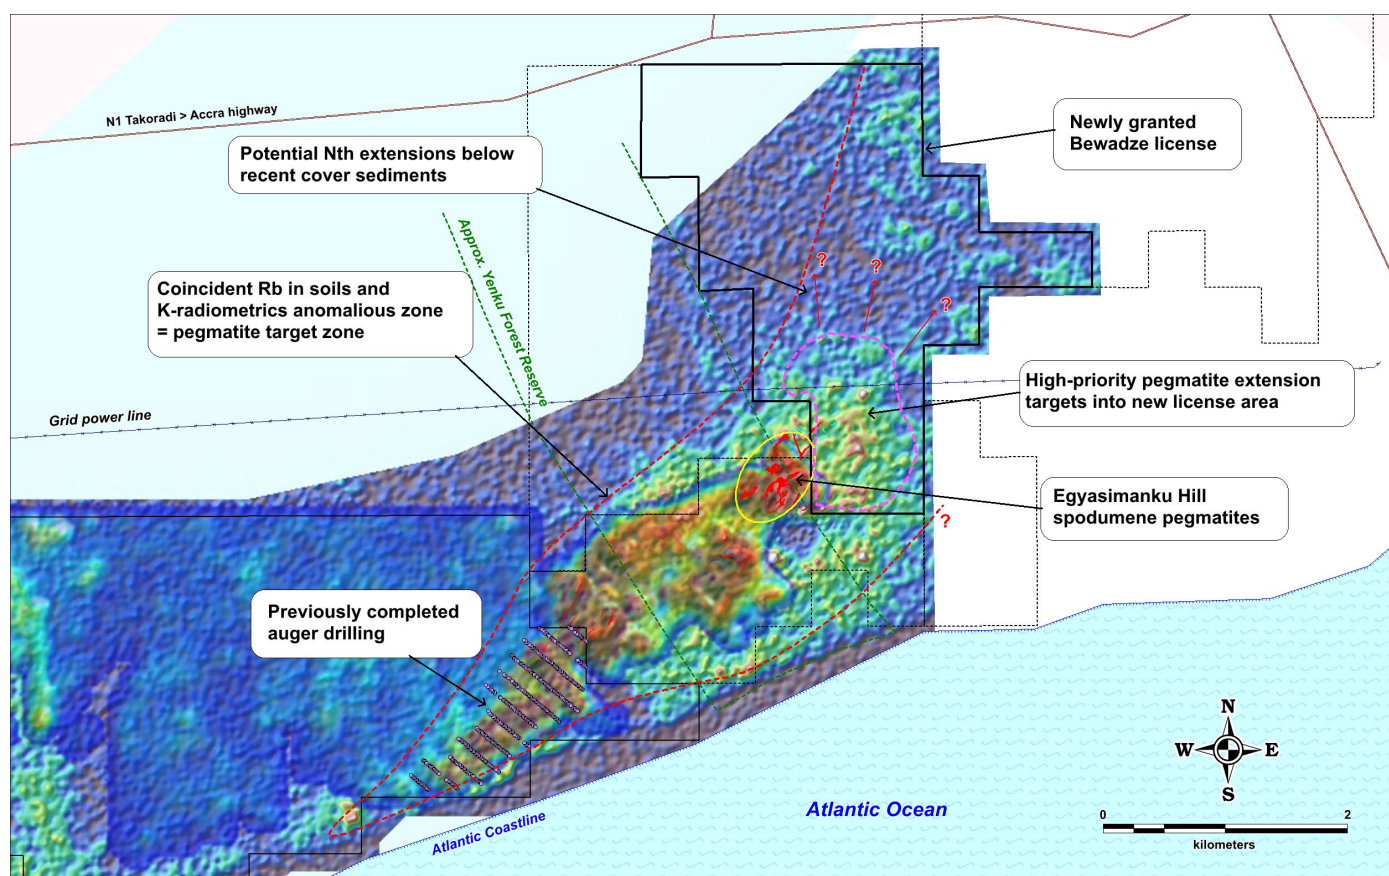 N1 Takoradi > Accra highway
Newly granted
Bewadze license
Potential Nth extensions below
recent cover sediments
Approx. Yenku Forest Reserve
?
?
?
Coincident Rb in soils and
K-radiometrics anomalious zone
= pegmatite target zone
High-priority pegmatite extension
targets into new license area
Grid power line
Egyasimanku Hill
spodumene pegmatites
?
Previously completed
auger drilling
N
W
E
S
Atlantic Ocean
Atlantic Coastline
0
2
kilometers